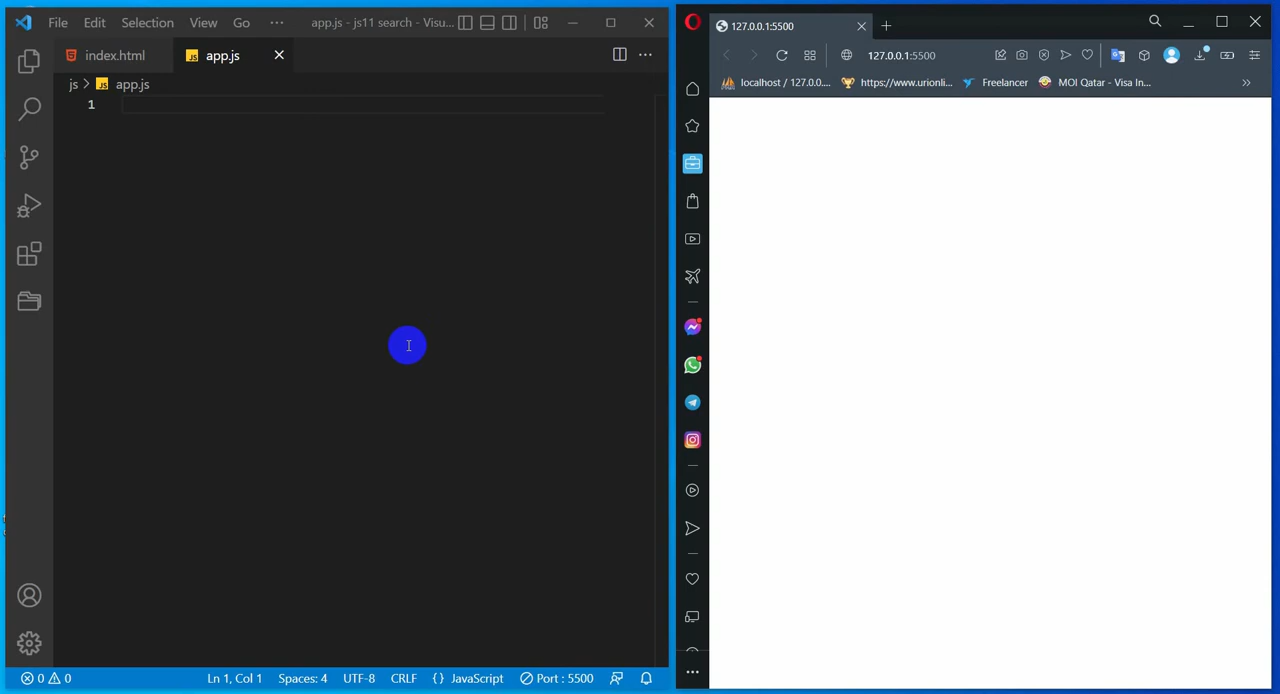 File Edit Selection View Go ··· app.js - js11 search - Visu...
index.html app.js
js > app.js
1
0 0 Ln 1, Col 1 Spaces: 4 UTF-8 CRLF {} JavaScript Port : 5500
127.0.0.1:5500
127.0.0.1:5500
localhost / 127.0.0.... https://www.urionli... Freelancer MOI Qatar - Visa In... »